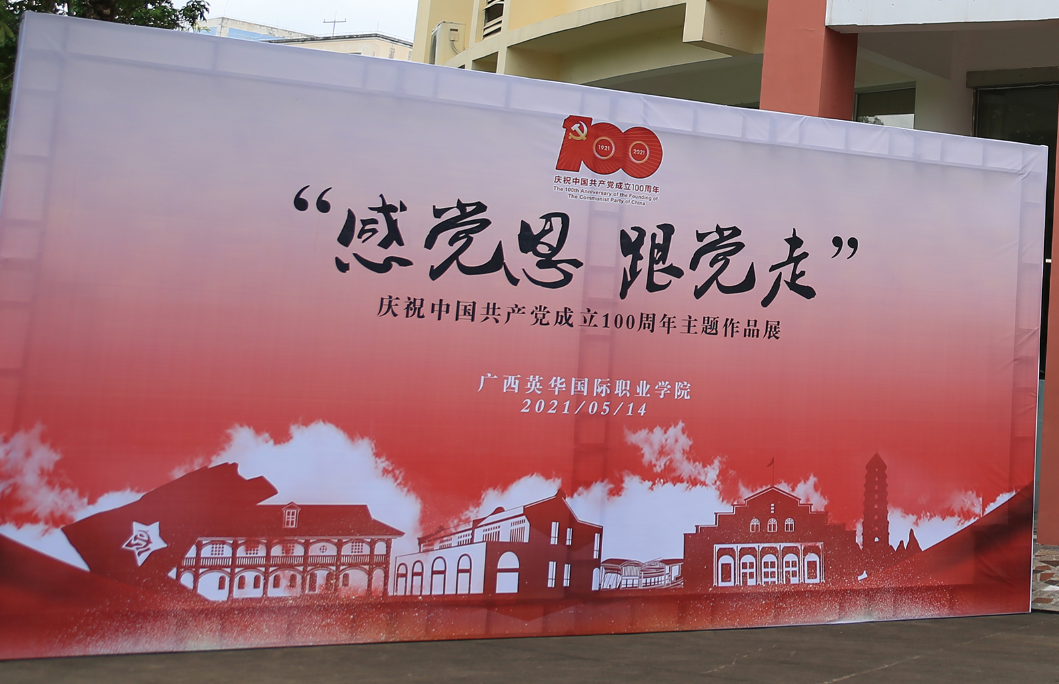 100
1921 2021
庆祝中国共产党成立100周年
The 100th Anniversary of the Founding of
The Communist Party of China
“感党恩 跟党走”
庆祝中国共产党成立100周年主题作品展
广西英华国际职业学院
2021/05/14